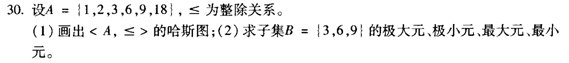 30. 设A = {1,2,3,6,9,18}, ≤ 为整除关系。
(1) 画出 < A, ≤ > 的哈斯图;(2) 求子集B = {3,6,9} 的极大元、极小元、最大元、最小
元。